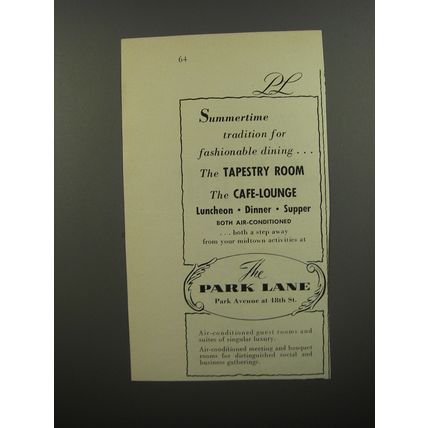 64
PL
Summertime
tradition for
fashionable dining . . .
The TAPESTRY ROOM
The CAFE-LOUNGE
Luncheon • Dinner • Supper
BOTH AIR-CONDITIONED
. . . both a step away
from your midtown activities at
The
PARK LANE
Park Avenue at 48th St.
Air-conditioned guest rooms and
suites of singular luxury.
Air-conditioned meeting and banquet
rooms for distinguished social and
business gatherings.